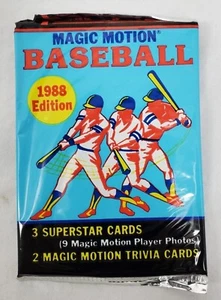 MAGIC MOTION®
BASEBALL
1988
Edition
3 SUPERSTAR CARDS
(9 Magic Motion Player Photos)
2 MAGIC MOTION TRIVIA CARDS